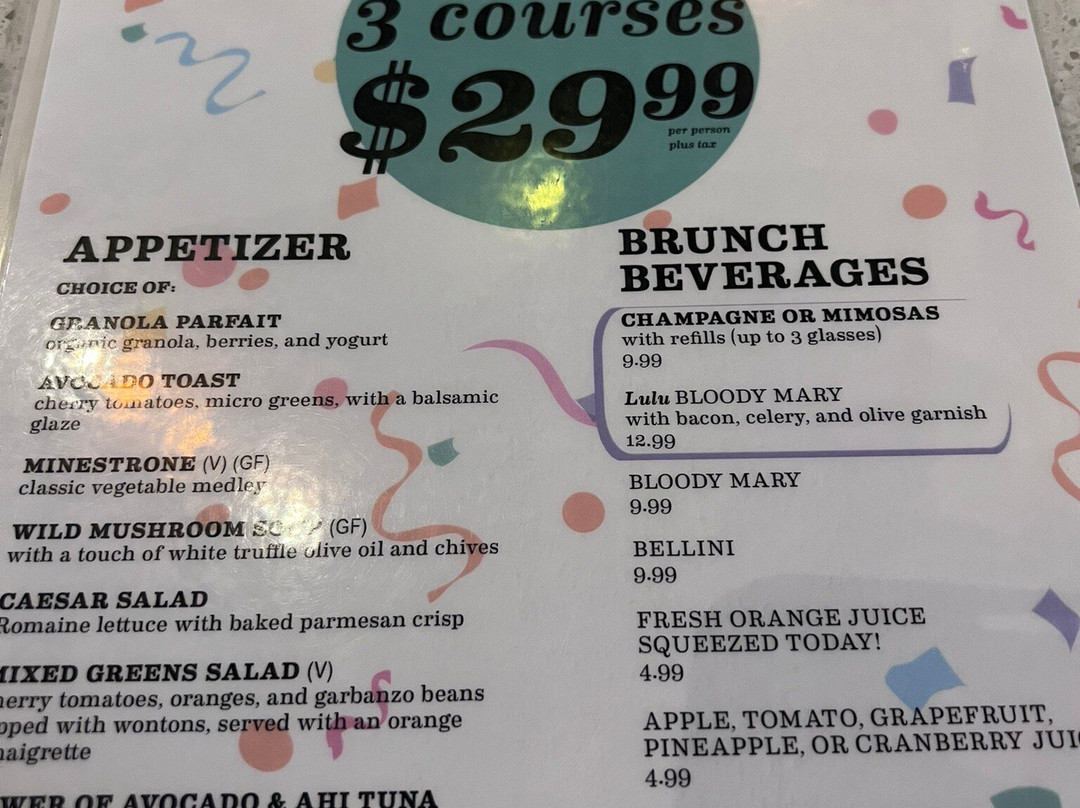 3 courses
$29.99
per person
plus tax
APPETIZER
CHOICE OF:
GRANOLA PARFAIT
organic granola, berries, and yogurt
AVOCADO TOAST
cherry tomatoes, micro greens, with a balsamic
glaze
MINESTRONE (V) (GF)
classic vegetable medley
WILD MUSHROOM (GF)
with a touch of white truffle olive oil and chives
CAESAR SALAD
Romaine lettuce with baked parmesan crisp
MIXED GREENS SALAD (V)
tomatoes, oranges, and garbanzo beans
with wontons, served with an orange
AVOCADO & AHI TUNA
BRUNCH
BEVERAGES
CHAMPAGNE OR MIMOSAS
with refills (up to 3 glasses)
9.99
Lulu BLOODY MARY
with bacon, celery, and olive garnish
12.99
BLOODY MARY
9.99
BELLINI
9.99
FRESH ORANGE JUICE
SQUEEZED TODAY!
4.99
APPLE, TOMATO, GRAPEFRUIT,
PINEAPPLE, OR CRANBERRY
4.99